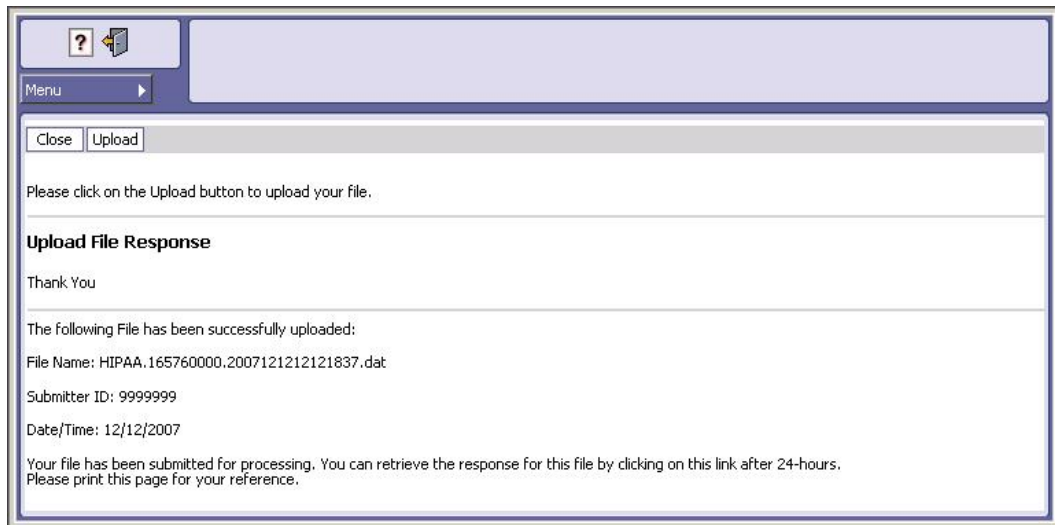 ?
Menu
Close Upload
Please click on the Upload button to upload your file.
Upload File Response
Thank You
The following File has been successfully uploaded:
File Name: HIPAA.165760000.2007121212121837.dat
Submitter ID: 9999999
Date/Time: 12/12/2007
Your file has been submitted for processing. You can retrieve the response for this file by clicking on this link after 24-hours.
Please print this page for your reference.